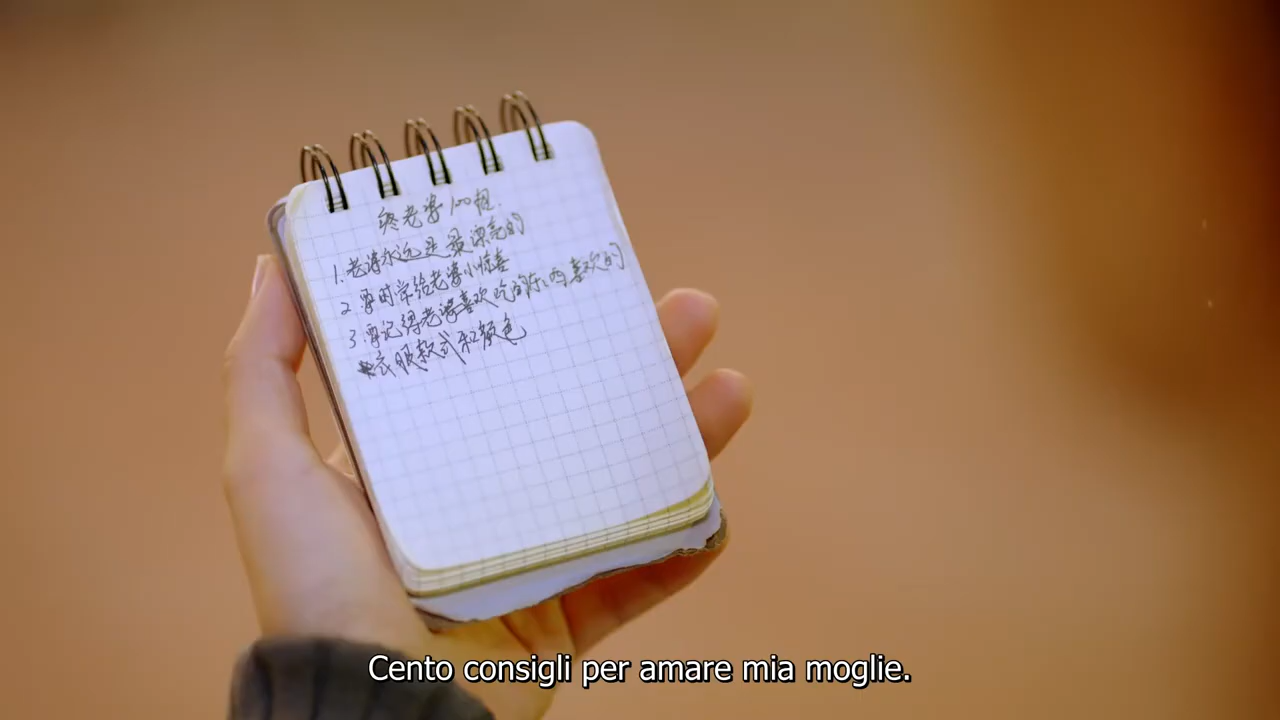 疼老婆100招.
1.老婆永远是最漂亮的
2.要时常给老婆小惊喜
3.要记得老婆喜欢吃的东西喜欢的
衣服款式和颜色
Cento consigli per amare mia moglie.